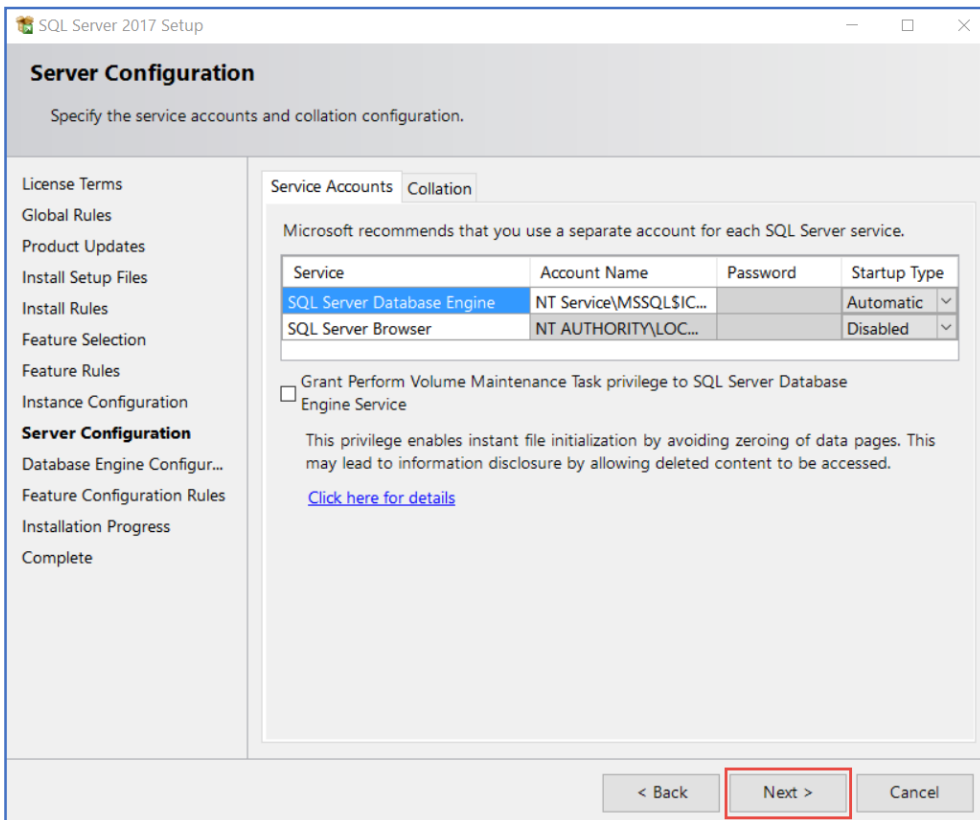 SQL Server 2017 Setup
Server Configuration
Specify the service accounts and collation configuration.
License Terms
Global Rules
Product Updates
Install Setup Files
Install Rules
Feature Selection
Feature Rules
Instance Configuration
Server Configuration
Database Engine Configur...
Feature Configuration Rules
Installation Progress
Complete
Service Accounts Collation
Microsoft recommends that you use a separate account for each SQL Server service.
Service Account Name Password Startup Type
SQL Server Database Engine NT Service\MSSQL$IC... Automatic
SQL Server Browser NT AUTHORITY\LOC... Disabled
Grant Perform Volume Maintenance Task privilege to SQL Server Database
Engine Service
This privilege enables instant file initialization by avoiding zeroing of data pages. This
may lead to information disclosure by allowing deleted content to be accessed.
Click here for details
< Back Next > Cancel